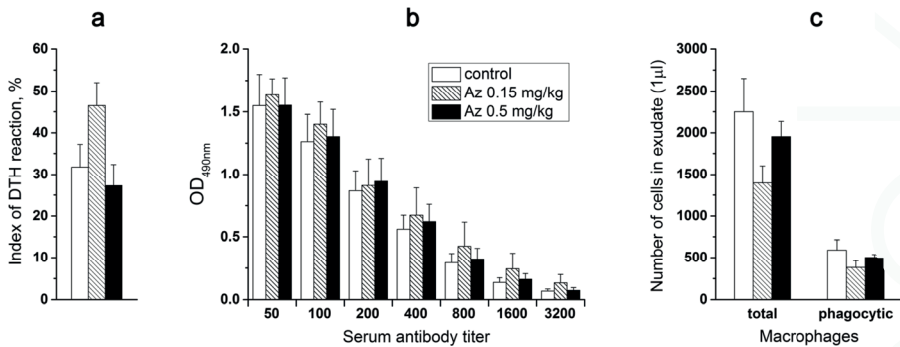 a
b
c
60
50
40
30
20
10
0
Index of DTH reaction, %
2.0
1.5
1.0
0.5
0.0
OD490nm
control
Az 0.15 mg/kg
Az 0.5 mg/kg
50 100 200 400 800 1600 3200
Serum antibody titer
3000
2500
2000
1500
1000
500
0
Number of cells in exudate (1µl)
total phagocytic
Macrophages